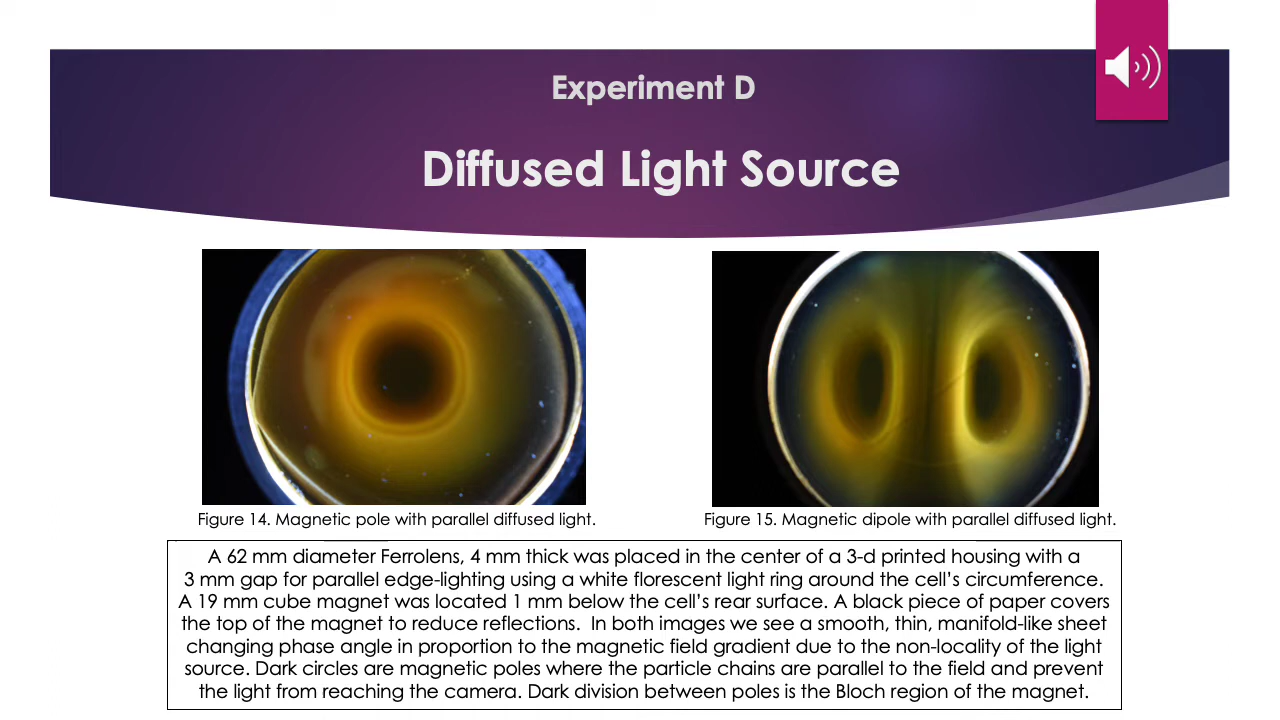 Experiment D
Diffused Light Source
Figure 14. Magnetic pole with parallel diffused light.
Figure 15. Magnetic dipole with parallel diffused light.
A 62 mm diameter Ferrolens, 4 mm thick was placed in the center of a 3-d printed housing with a
3 mm gap for parallel edge-lighting using a white florescent light ring around the cell’s circumference.
A 19 mm cube magnet was located 1 mm below the cell’s rear surface. A black piece of paper covers
the top of the magnet to reduce reflections.  In both images we see a smooth, thin, manifold-like sheet
changing phase angle in proportion to the magnetic field gradient due to the non-locality of the light
source. Dark circles are magnetic poles where the particle chains are parallel to the field and prevent
the light from reaching the camera. Dark division between poles is the Bloch region of the magnet.